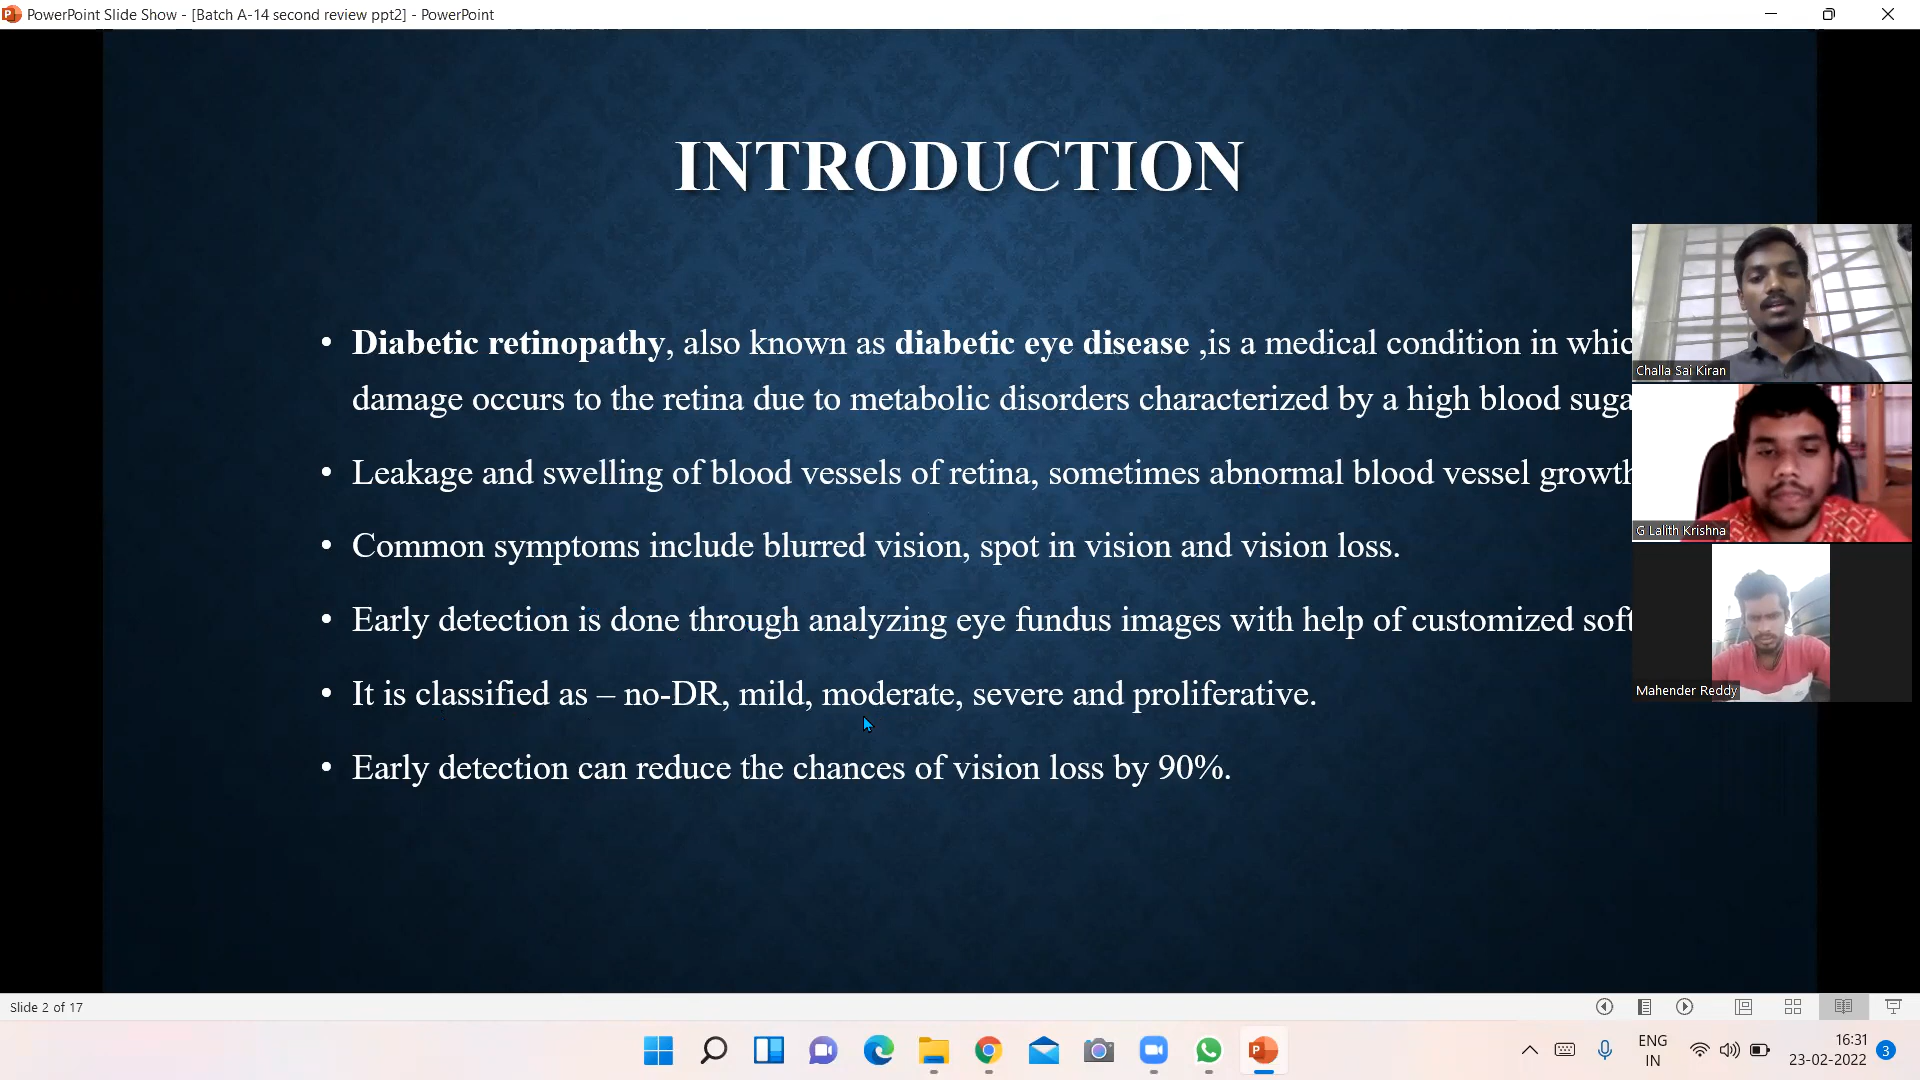 PowerPoint Slide Show - [Batch A-14 second review ppt2] - PowerPoint
INTRODUCTION
• Diabetic retinopathy, also known as diabetic eye disease ,is a medical condition in whic
damage occurs to the retina due to metabolic disorders characterized by a high blood suga
• Leakage and swelling of blood vessels of retina, sometimes abnormal blood vessel growth
• Common symptoms include blurred vision, spot in vision and vision loss.
• Early detection is done through analyzing eye fundus images with help of customized soft
• It is classified as – no-DR, mild, moderate, severe and proliferative.
• Early detection can reduce the chances of vision loss by 90%.
Challa Sai Kiran
G Lalith Krishna
Mahender Reddy
Slide 2 of 17
ENG
IN
16:31
23-02-2022
3